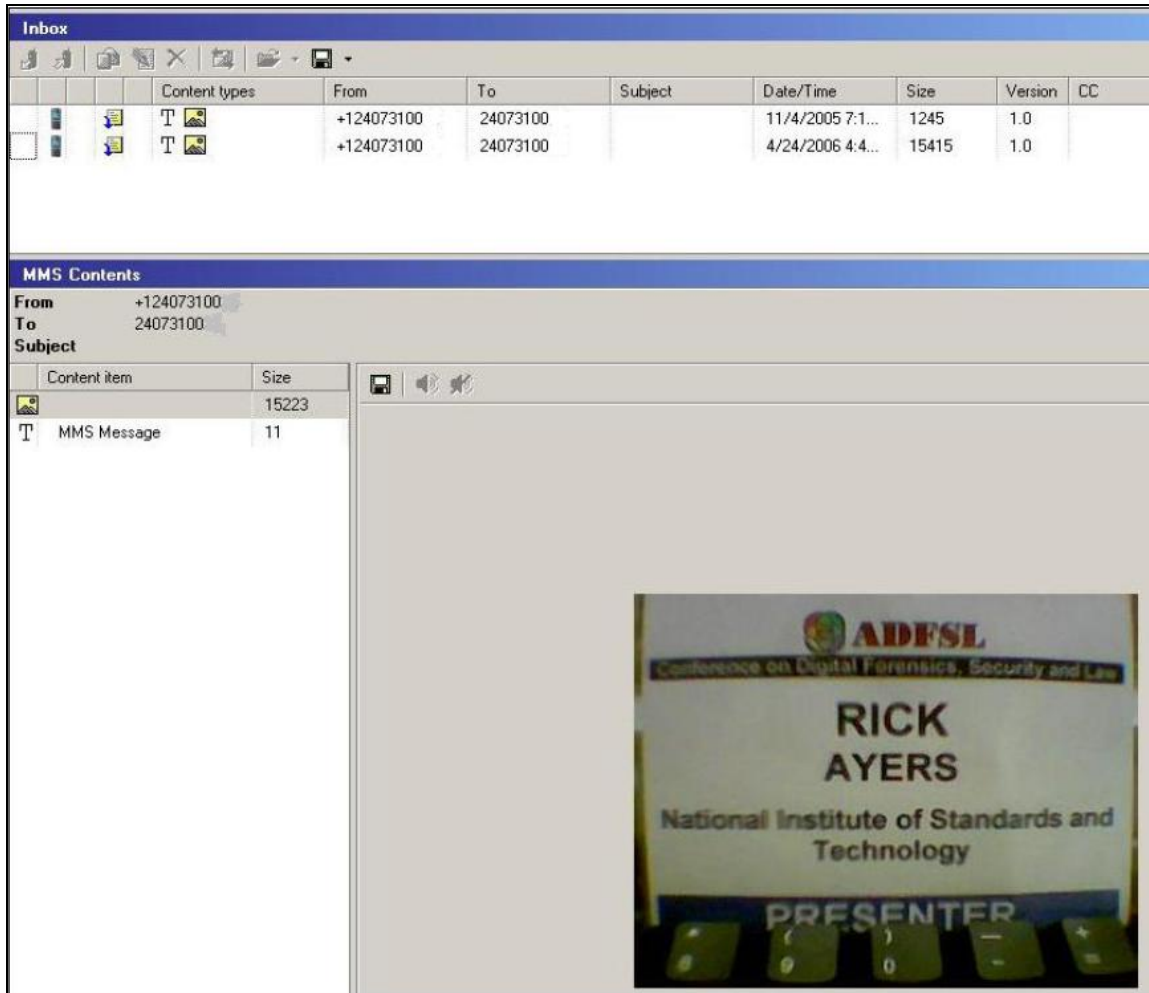 Inbox
Content types From To Subject Date/Time Size Version CC
T +124073100 24073100 11/4/2005 7:1... 1245 1.0
T +124073100 24073100 4/24/2006 4:4... 15415 1.0
MMS Contents
From +124073100
To 24073100
Subject
Content item Size
15223
T MMS Message 11
ADFSL
Conference on Digital Forensics, Security and Law
RICK
AYERS
National Institute of Standards and
Technology
PRESENTER
* ( ) — +
9 0 - =